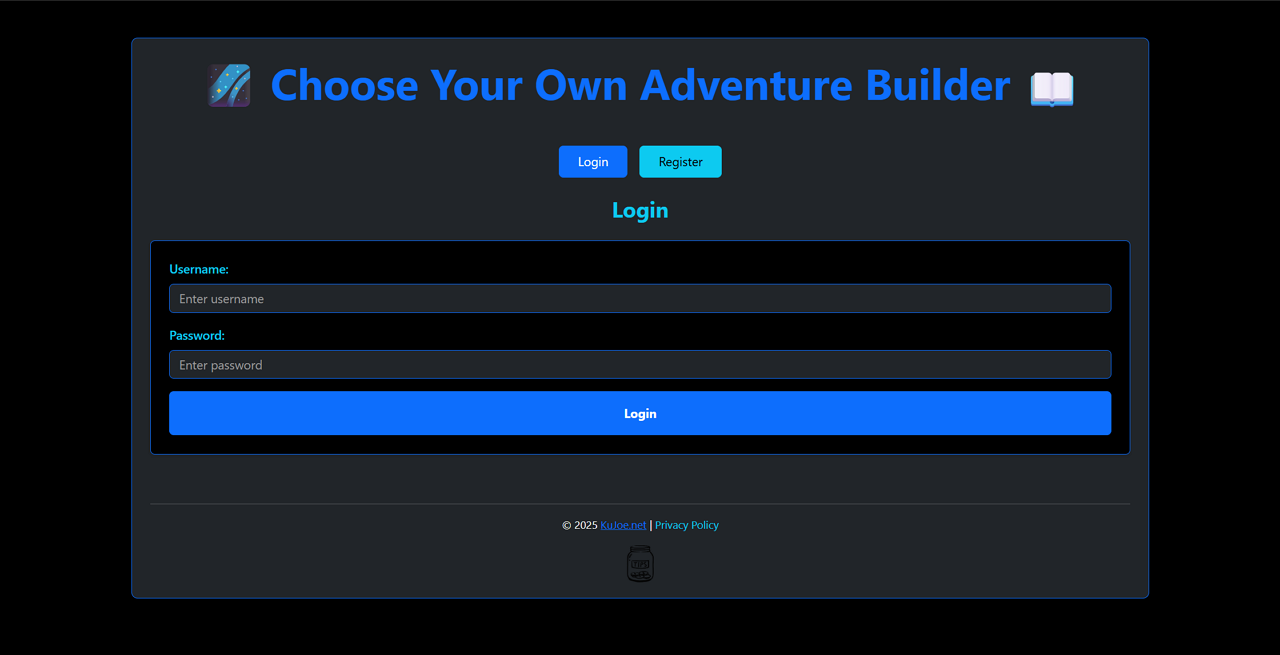 Choose Your Own Adventure Builder
Login Register
Login
Username:
Enter username
Password:
Enter password
Login
© 2025 KuJoe.net | Privacy Policy
TIPS